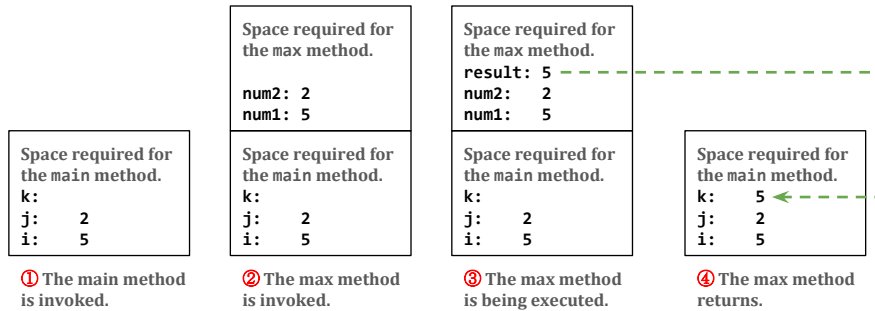 Space required for
the max method.
num2: 2
num1: 5
Space required for
the max method.
result: 5
num2: 2
num1: 5
Space required for
the main method.
k:
j: 2
i: 5
Space required for
the main method.
k:
j: 2
i: 5
Space required for
the main method.
k:
j: 2
i: 5
Space required for
the main method.
k: 5
j: 2
i: 5
① The main method
is invoked.
② The max method
is invoked.
③ The max method
is being executed.
④ The max method
returns.